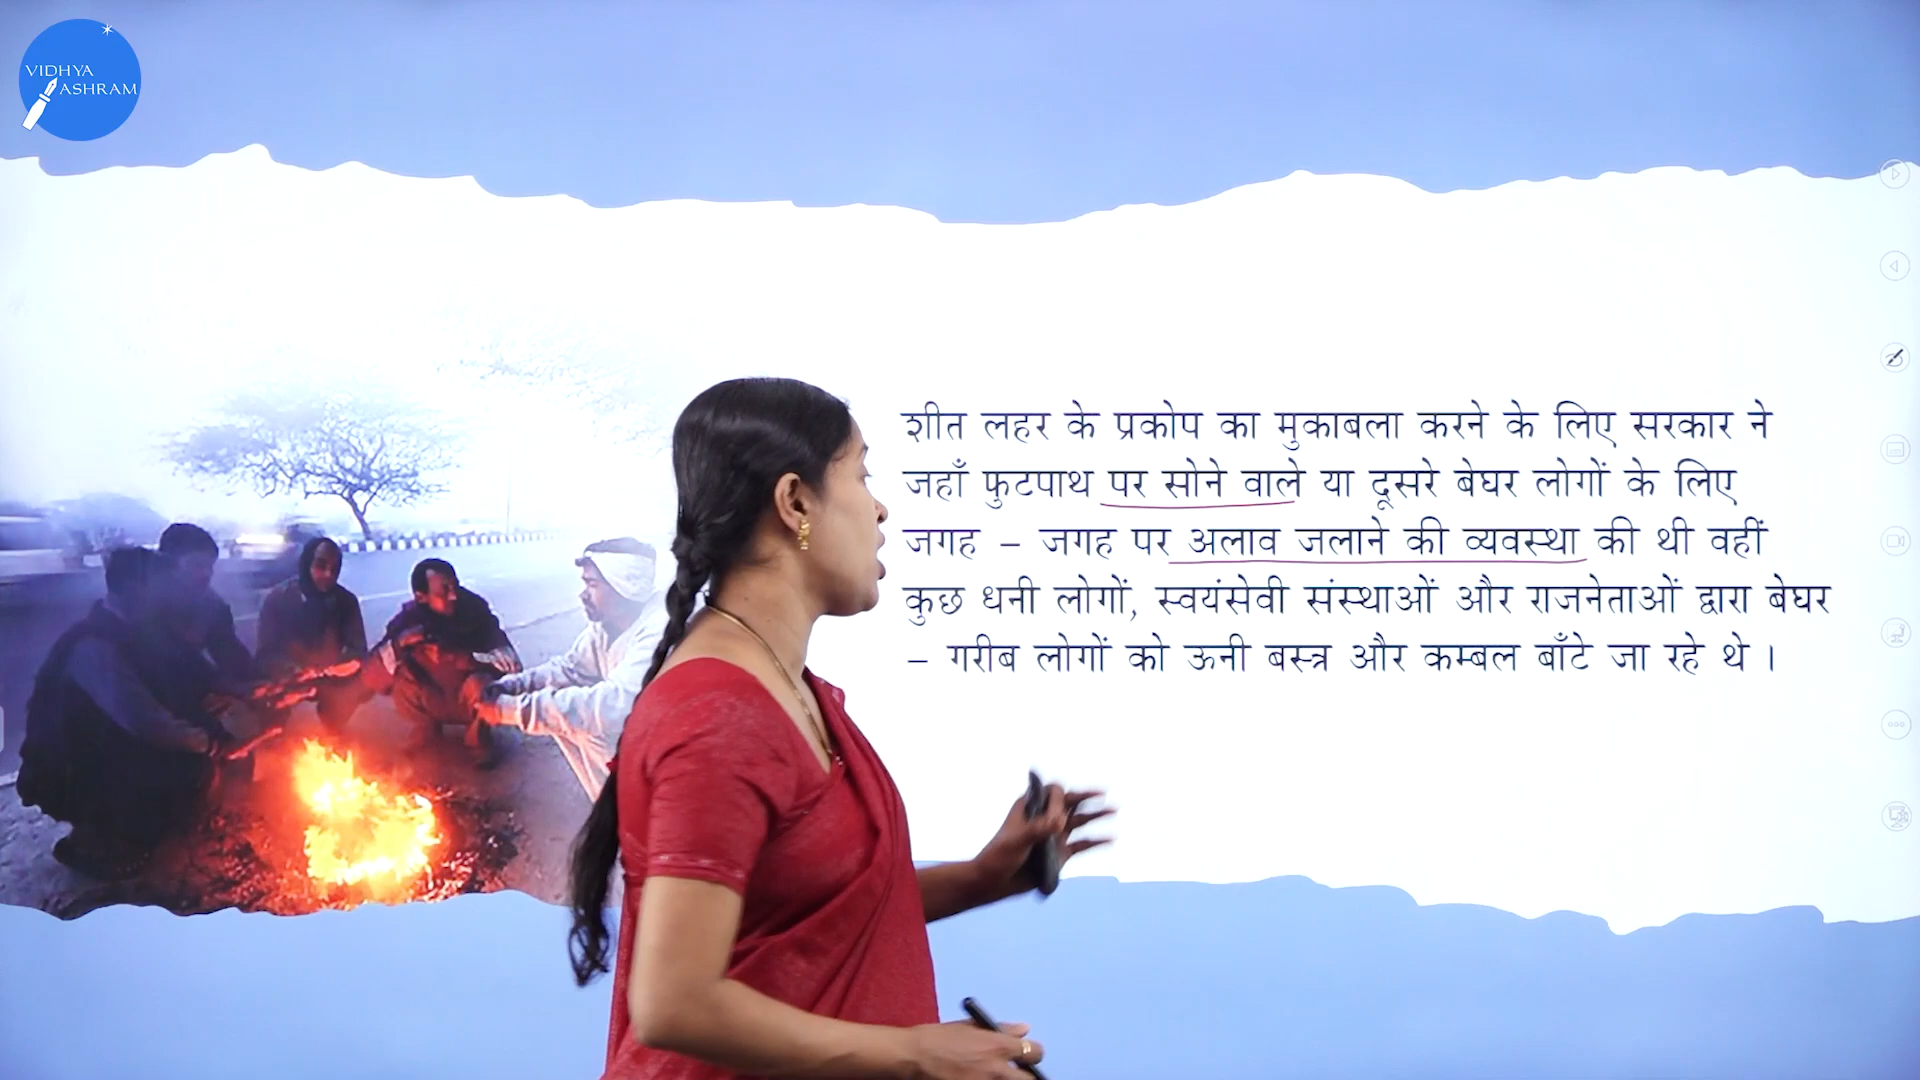 VIDHYA
ASHRAM
शीत लहर के प्रकोप का मुकाबला करने के लिए सरकार ने
जहाँ फुटपाथ पर सोने वाले या दूसरे बेघर लोगों के लिए
जगह – जगह पर अलाव जलाने की व्यवस्था की थी वहीं
कुछ धनी लोगों, स्वयंसेवी संस्थाओं और राजनेताओं द्वारा बेघर
– गरीब लोगों को ऊनी बस्त्र और कम्बल बाँटे जा रहे थे ।